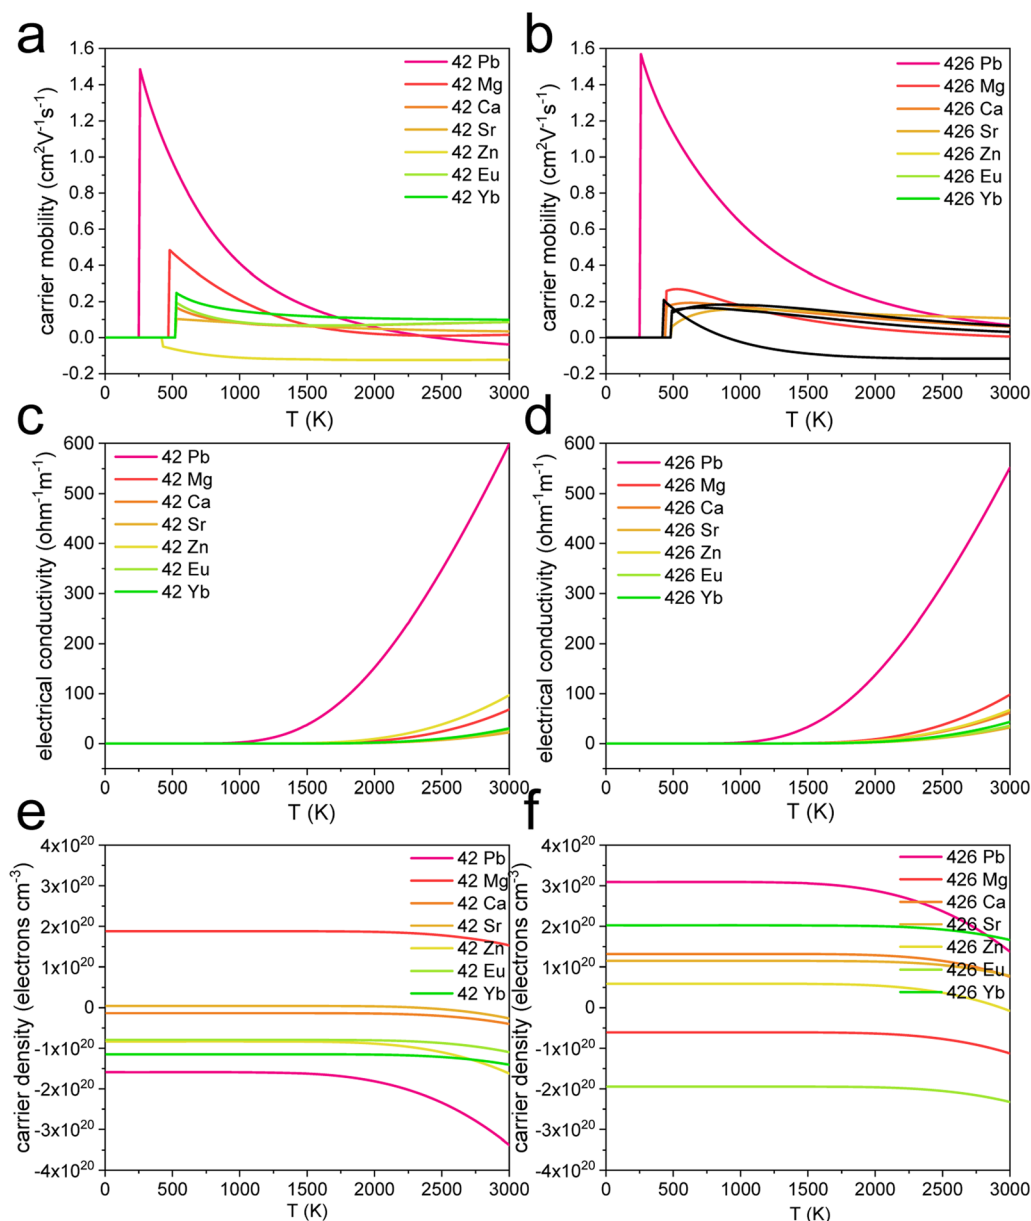 a
carrier mobility (cm²V⁻¹s⁻¹)
1.6
1.4
1.2
1.0
0.8
0.6
0.4
0.2
0.0
-0.2
42 Pb
42 Mg
42 Ca
42 Sr
42 Zn
42 Eu
42 Yb
0 500 1000 1500 2000 2500 3000
T (K)
b
carrier mobility (cm²V⁻¹s⁻¹)
1.6
1.4
1.2
1.0
0.8
0.6
0.4
0.2
0.0
-0.2
426 Pb
426 Mg
426 Ca
426 Sr
426 Zn
426 Eu
426 Yb
0 500 1000 1500 2000 2500 3000
T (K)
c
electrical conductivity (ohm⁻¹m⁻¹)
600
500
400
300
200
100
0
42 Pb
42 Mg
42 Ca
42 Sr
42 Zn
42 Eu
42 Yb
0 500 1000 1500 2000 2500 3000
T (K)
d
electrical conductivity (ohm⁻¹m⁻¹)
600
500
400
300
200
100
0
426 Pb
426 Mg
426 Ca
426 Sr
426 Zn
426 Eu
426 Yb
0 500 1000 1500 2000 2500 3000
T (K)
e
carrier density (electrons cm⁻³)
4x10²⁰
3x10²⁰
2x10²⁰
1x10²⁰
0
-1x10²⁰
-2x10²⁰
-3x10²⁰
-4x10²⁰
42 Pb
42 Mg
42 Ca
42 Sr
42 Zn
42 Eu
42 Yb
0 500 1000 1500 2000 2500 3000
T (K)
f
carrier density (electrons cm⁻³)
4x10²⁰
3x10²⁰
2x10²⁰
1x10²⁰
0
-1x10²⁰
-2x10²⁰
-3x10²⁰
-4x10²⁰
426 Pb
426 Mg
426 Ca
426 Sr
426 Zn
426 Eu
426 Yb
0 500 1000 1500 2000 2500 3000
T (K)